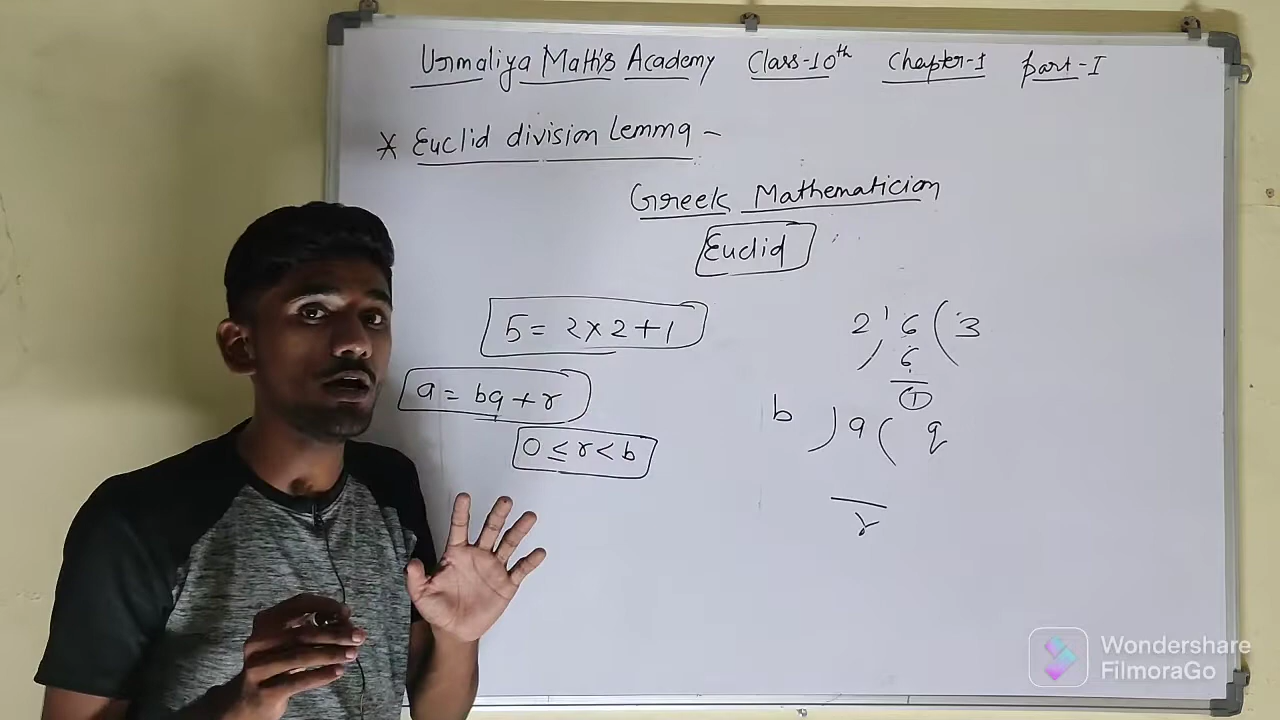 Urmaliya Math's Academy Class-10th Chapter-1 part-I
* Euclid division Lemma -
Greek Mathematician
Euclid
5 = 2 x 2 + 1
2 ) 6 ( 3
6
a = bq + r
0 ≤ r < b
b ) a ( q
r
Wondershare
FilmoraGo